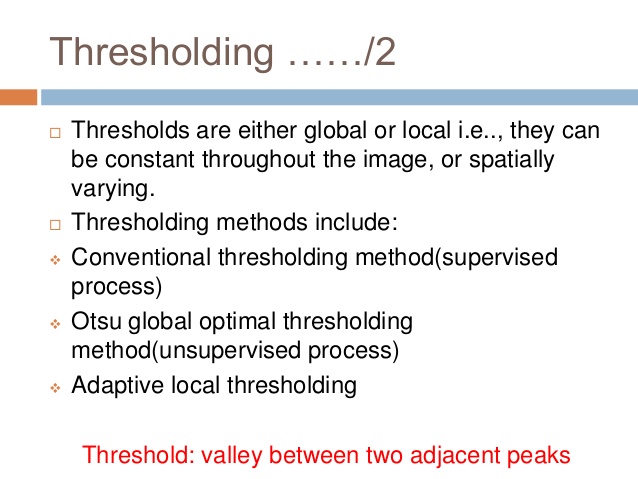 Thresholding ……/2
Thresholds are either global or local i.e.., they can
be constant throughout the image, or spatially
varying.
Thresholding methods include:
Conventional thresholding method(supervised
process)
Otsu global optimal thresholding
method(unsupervised process)
Adaptive local thresholding
Threshold: valley between two adjacent peaks